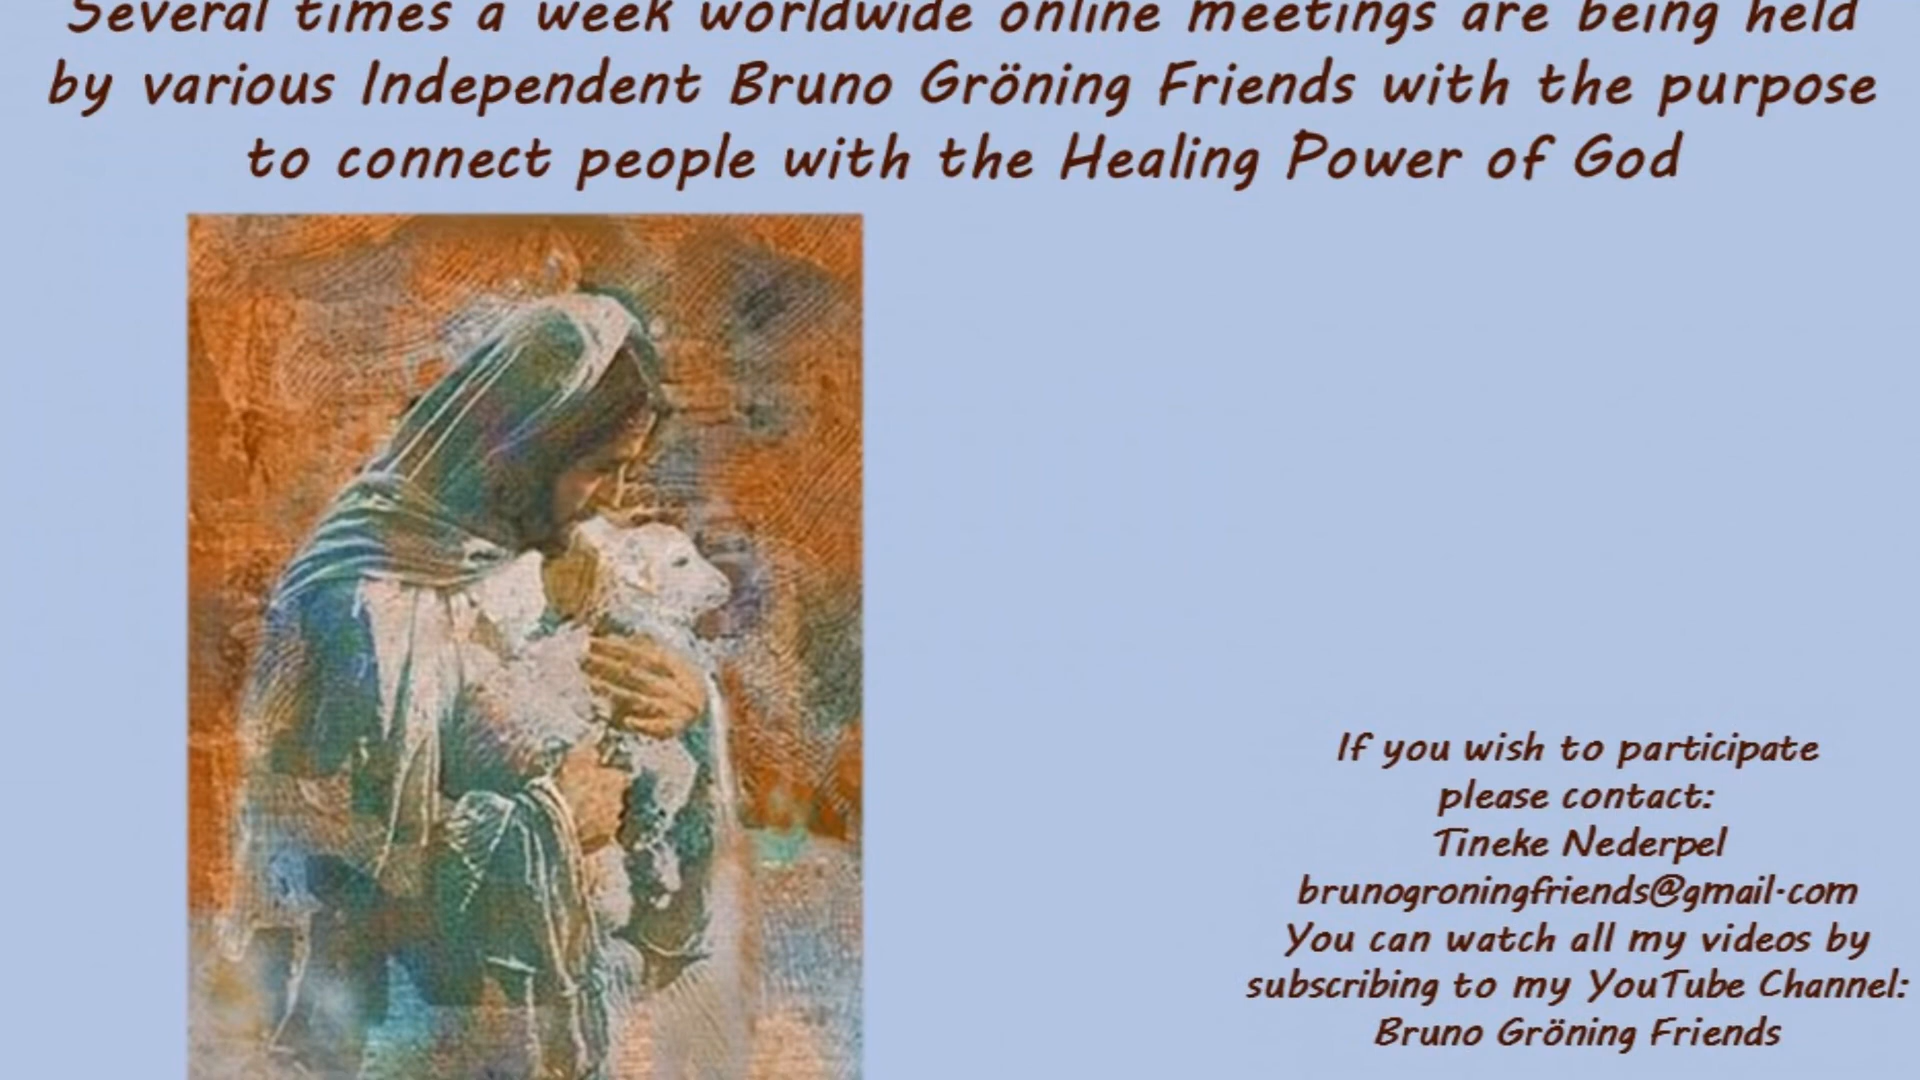 Several times a week worldwide online meetings are being held
by various Independent Bruno Gröning Friends with the purpose
to connect people with the Healing Power of God
If you wish to participate
please contact:
Tineke Nederpel
brunogroningfriends@gmail.com
You can watch all my videos by
subscribing to my YouTube Channel:
Bruno Gröning Friends